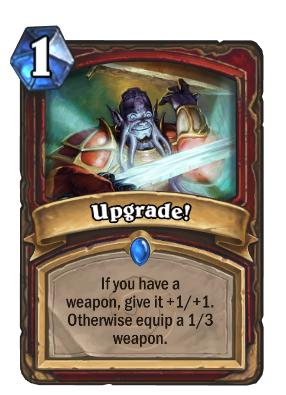 1
Upgrade!
If you have a
weapon, give it +1/+1.
Otherwise equip a 1/3
weapon.